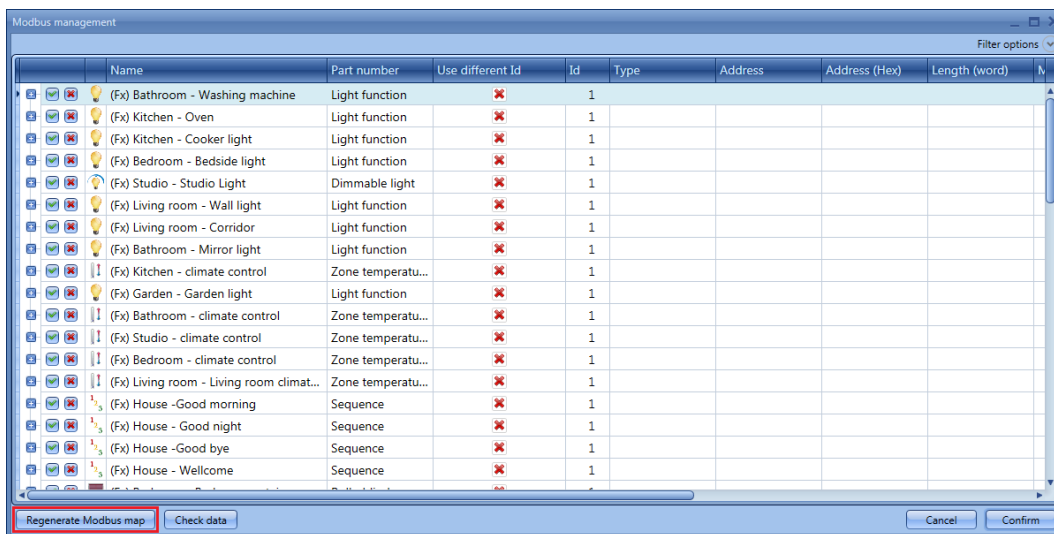 Modbus management
Filter options
Name Part number Use different Id Id Type Address Address (Hex) Length (word)
(Fx) Bathroom - Washing machine Light function 1
(Fx) Kitchen - Oven Light function 1
(Fx) Kitchen - Cooker light Light function 1
(Fx) Bedroom - Bedside light Light function 1
(Fx) Studio - Studio Light Dimmable light 1
(Fx) Living room - Wall light Light function 1
(Fx) Living room - Corridor Light function 1
(Fx) Bathroom - Mirror light Light function 1
(Fx) Kitchen - climate control Zone temperatu... 1
(Fx) Garden - Garden light Light function 1
(Fx) Bathroom - climate control Zone temperatu... 1
(Fx) Studio - climate control Zone temperatu... 1
(Fx) Bedroom - climate control Zone temperatu... 1
(Fx) Living room - Living room climat... Zone temperatu... 1
(Fx) House -Good morning Sequence 1
(Fx) House - Good night Sequence 1
(Fx) House -Good bye Sequence 1
(Fx) House - Wellcome Sequence 1
Regenerate Modbus map Check data Cancel Confirm